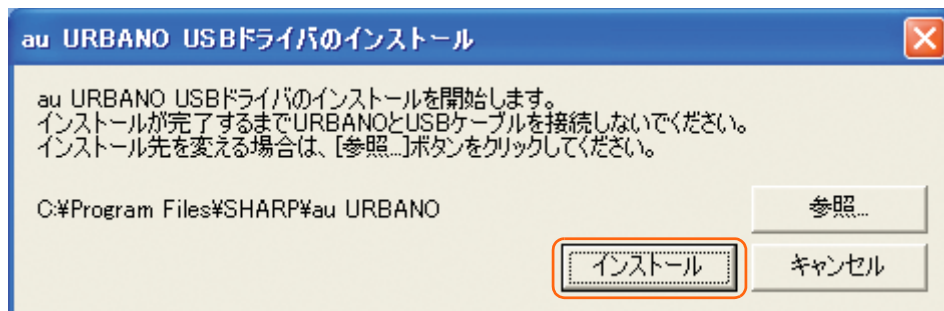 au URBANO USBドライバのインストール
au URBANO USBドライバのインストールを開始します。
インストールが完了するまでURBANOとUSBケーブルを接続しないでください。
インストール先を変える場合は、[参照...]ボタンをクリックしてください。
C:¥Program Files¥SHARP¥au URBANO
参照...
インストール
キャンセル